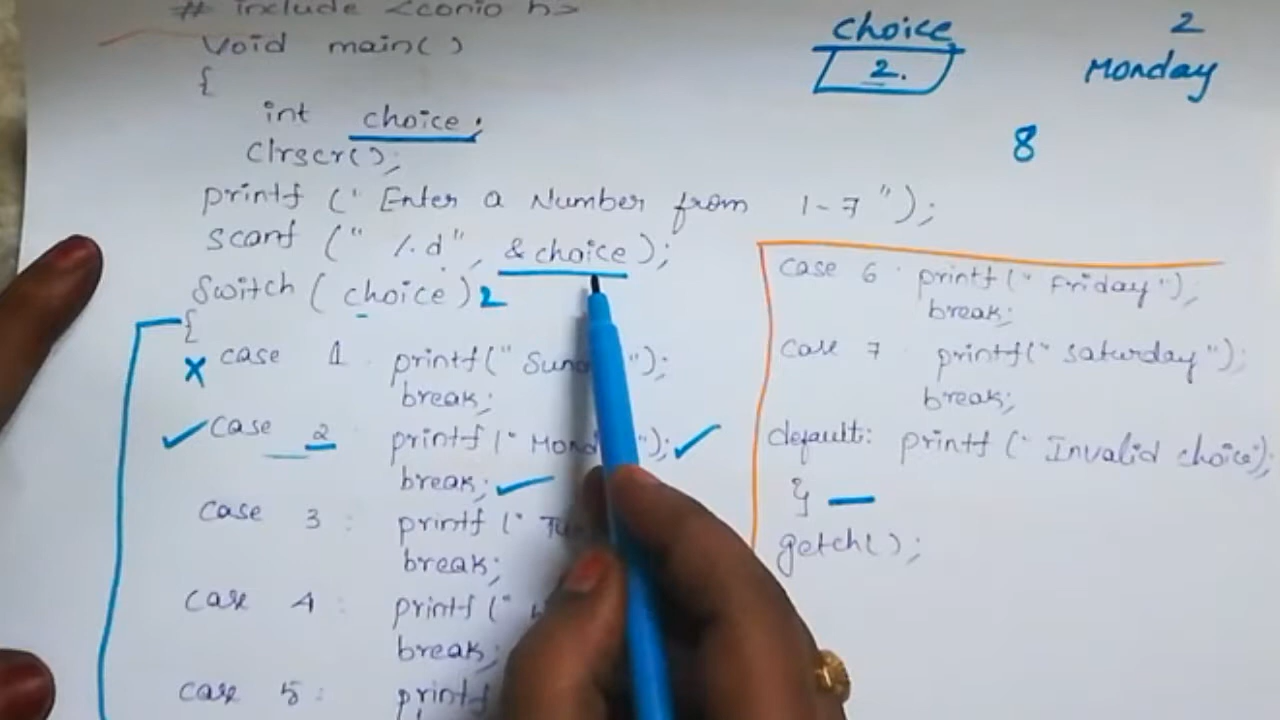 # include <conio.h>
void main()
{
int choice;
clrscr();
printf (" Enter a Number from 1-7 ");
scanf (" %d", & choice);
switch ( choice) 2
{
x case 1 : printf(" Sun ");
break;
✓ case 2 printf (" Mond ");✓
break; ✓
case 3 : printf ("
break;
case 4 : printf ("
break;
case 5 : printf
case 6 : printf (" Friday");
break;
case 7 printf(" saturday ");
break;
default: printf (" Invalid choice);
}
getch();
choice
2.
2
Monday
8